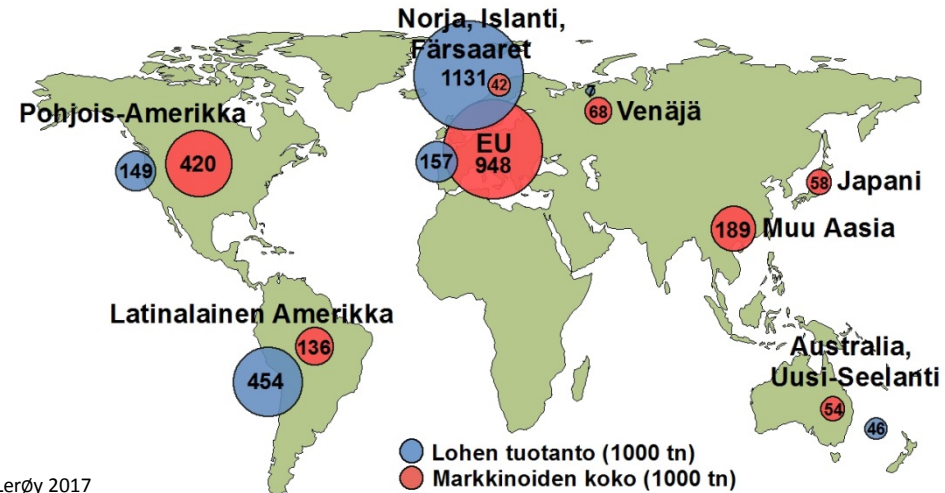 Norja, Islanti,
Färsaaret
1131
42
Pohjois-Amerikka
149
420
EU
948
157
7
68
Venäjä
58
Japani
189
Muu Aasia
Latinalainen Amerikka
136
454
Australia,
Uusi-Seelanti
54
46
Lohen tuotanto (1000 tn)
Markkinoiden koko (1000 tn)
Lerøy 2017